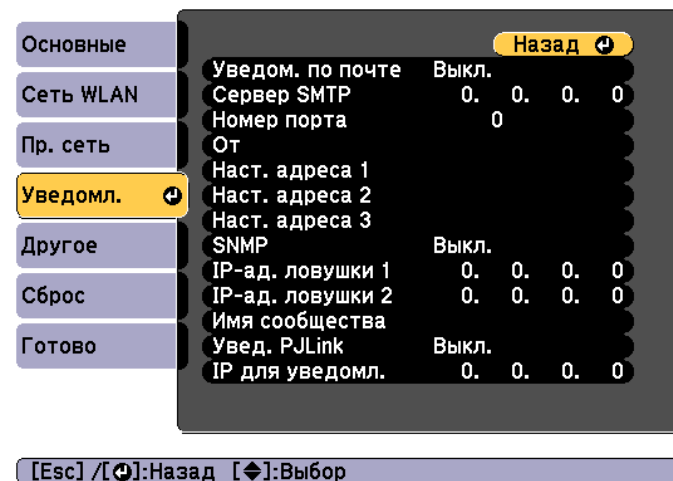 Основные
Сеть WLAN
Пр. сеть
Уведомл.
Другое
Сброс
Готово
Назад
Уведом. по почте Выкл.
Сервер SMTP 0. 0. 0. 0
Номер порта 0
От
Наст. адреса 1
Наст. адреса 2
Наст. адреса 3
SNMP Выкл.
IP-ад. ловушки 1 0. 0. 0. 0
IP-ад. ловушки 2 0. 0. 0. 0
Имя сообщества
Увед. PJLink Выкл.
IP для уведомл. 0. 0. 0. 0
[Esc] /[⏎]:Назад [◆]:Выбор